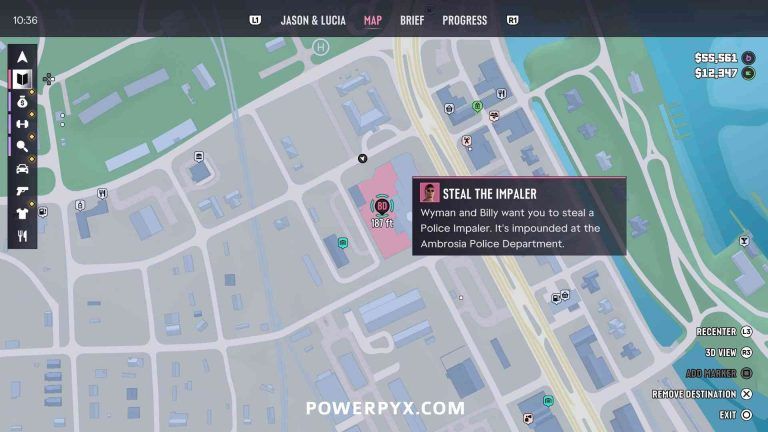 10:36
L1 JASON & LUCIA MAP BRIEF PROGRESS R1
H
$55,561
$12,347
BD
187 ft
STEAL THE IMPALER
Wyman and Billy want you to steal a
Police Impaler. It's impounded at the
Ambrosia Police Department.
RECENTER L3
3D VIEW R3
ADD MARKER
REMOVE DESTINATION
EXIT
POWERPYX.COM